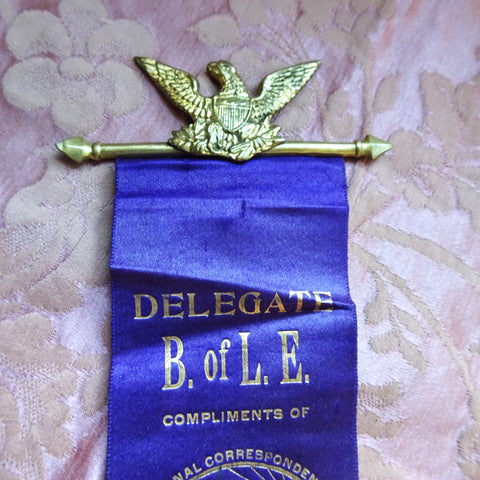 DELEGATE
B. of L. E.
COMPLIMENTS OF